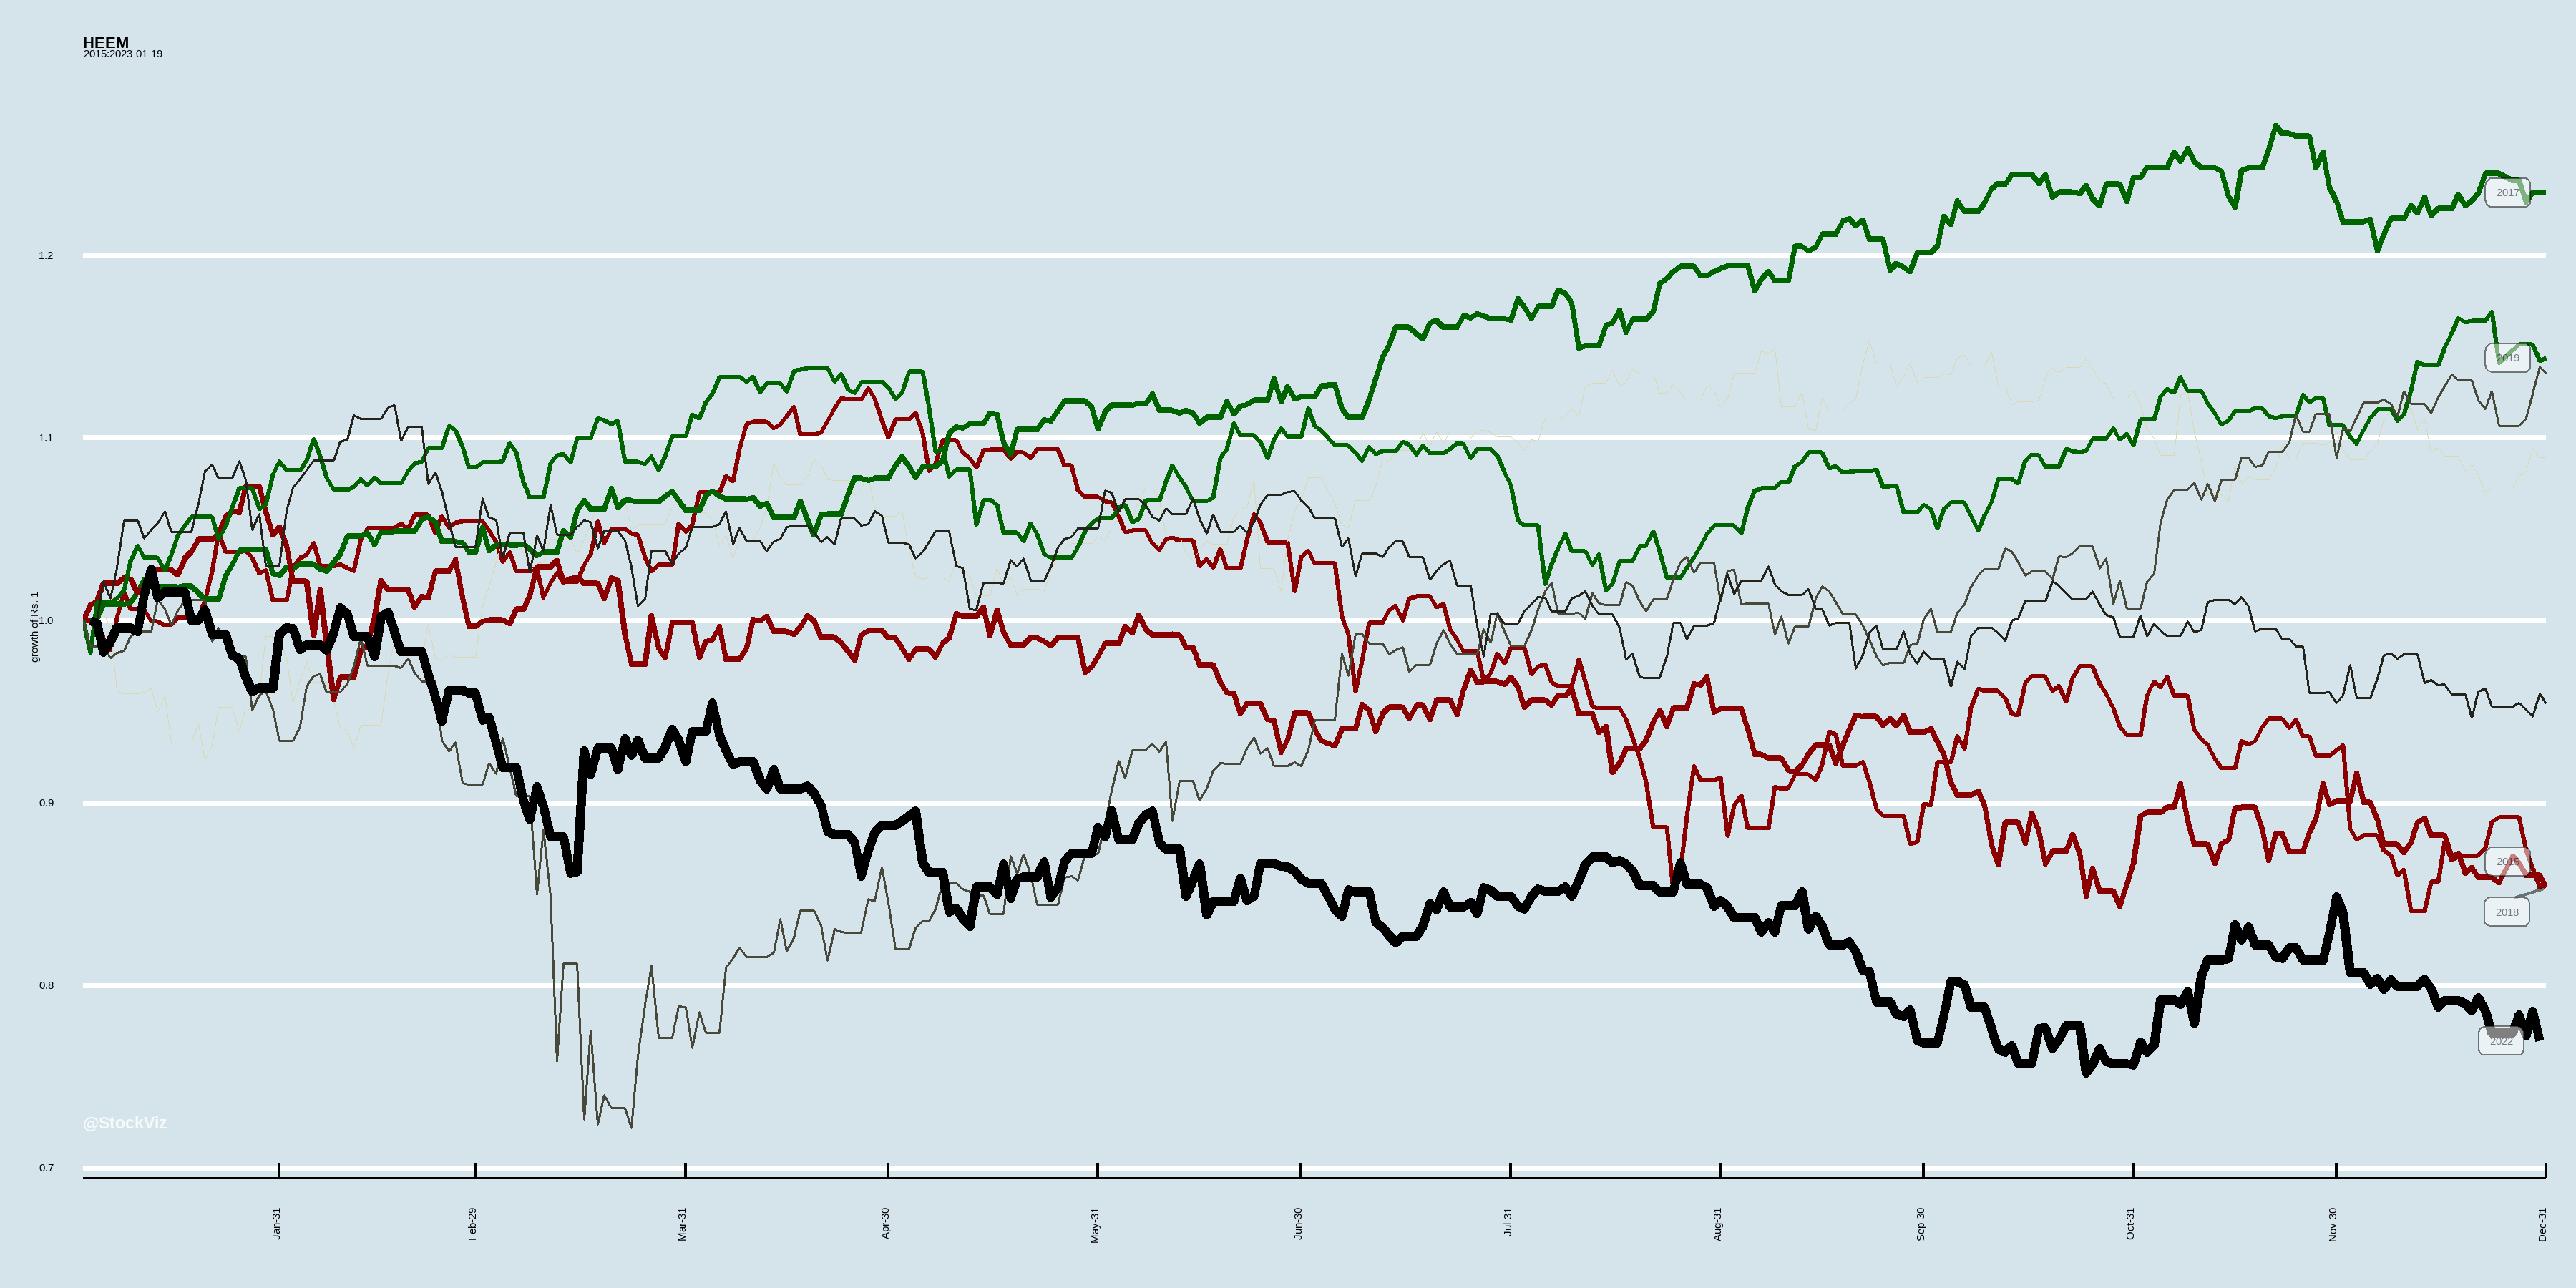 HEEM
2015:2023-01-19
1.2
1.1
1.0
0.9
0.8
0.7
growth of Rs. 1
2017
2019
2015
2018
2022
@StockViz
Jan-31
Feb-29
Mar-31
Apr-30
May-31
Jun-30
Jul-31
Aug-31
Sep-30
Oct-31
Nov-30
Dec-31